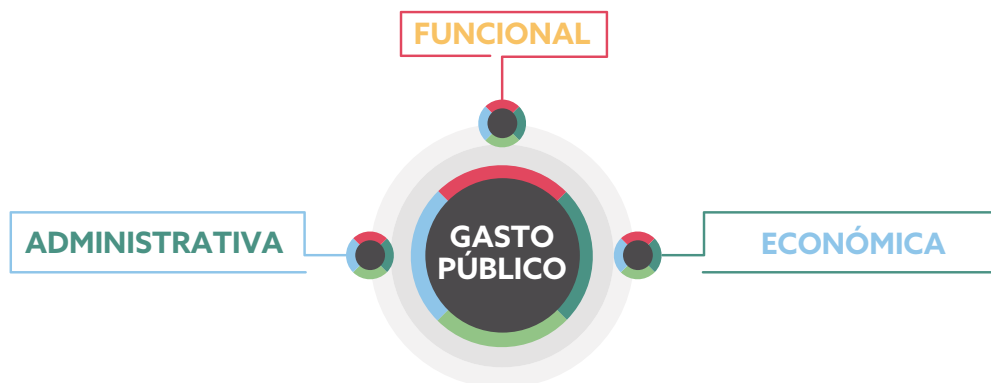 FUNCIONAL
ADMINISTRATIVA
GASTO
PÚBLICO
ECONÓMICA